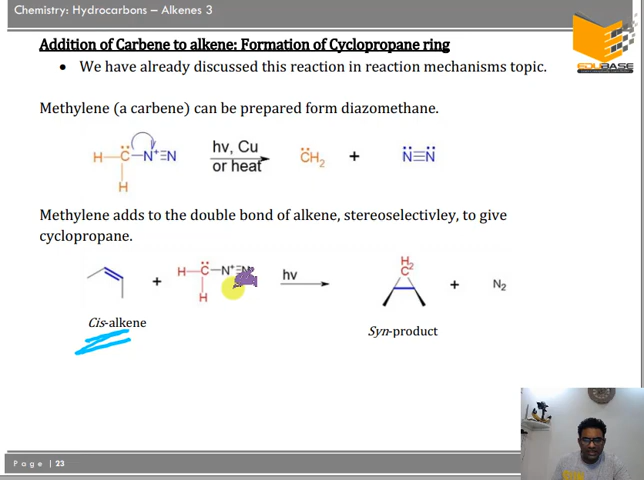 Chemistry: Hydrocarbons – Alkenes 3
EDUBASE
Addition of Carbene to alkene: Formation of Cyclopropane ring
• We have already discussed this reaction in reaction mechanisms topic.
Methylene (a carbene) can be prepared form diazomethane.
H—C̈—N⁺≡N
H
hv, Cu
or heat
C̈H₂ + N̈≡N̈
Methylene adds to the double bond of alkene, stereoselectivley, to give
cyclopropane.
+ H—C̈—N⁺≡N
H
hv
H₂
C
+ N₂
Cis-alkene
Syn-product
Page | 23